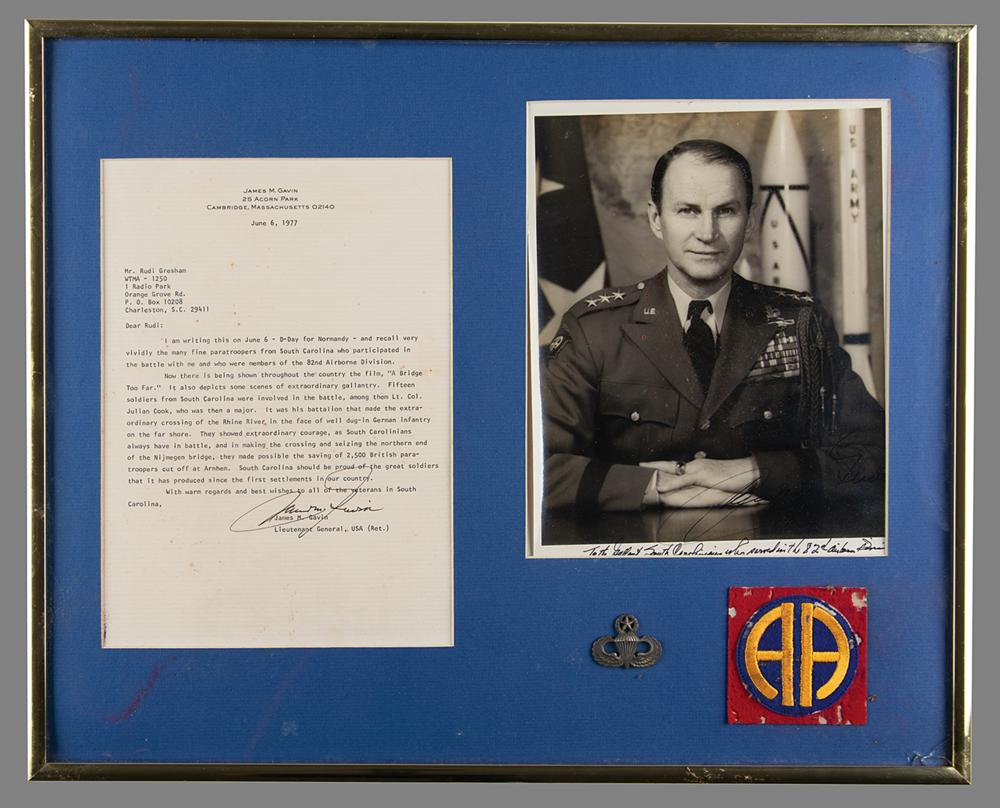 JAMES M. GAVIN
25 ACORN PARK
CAMBRIDGE, MASSACHUSETTS 02140
June 6, 1977
Mr. Rudi Gresham
WTMA - 1250
1 Radio Park
Orange Grove Rd.
P. O. Box 10208
Charleston, S.C. 29411
Dear Rudi:
I am writing this on June 6 - D-Day for Normandy - and recall very
vividly the many fine paratroopers from South Carolina who participated in
the battle with me and who were members of the 82nd Airborne Division.
Now there is being shown throughout the country the film, "A Bridge
Too Far." It also depicts some scenes of extraordinary gallantry. Fifteen
soldiers from South Carolina were involved in the battle, among them Lt. Col.
Julian Cook, who was then a major. It was his battalion that made the extra-
ordinary crossing of the Rhine River, in the face of well dug-in German infantry
on the far shore. They showed extraordinary courage, as South Carolinians
always have in battle, and in making the crossing and seizing the northern end
of the Nijmegen bridge, they made possible the saving of 2,500 British para-
troopers cut off at Arnhem. South Carolina should be proud of the great soldiers
that it has produced since the first settlements in our country.
With warm regards and best wishes to all of the veterans in South
Carolina,
James M. Gavin
Lieutenant General, USA (Ret.)
US ARMY
USAR
U.S.
To the Gallant South Carolinians who served in the 82nd Airborne
AA